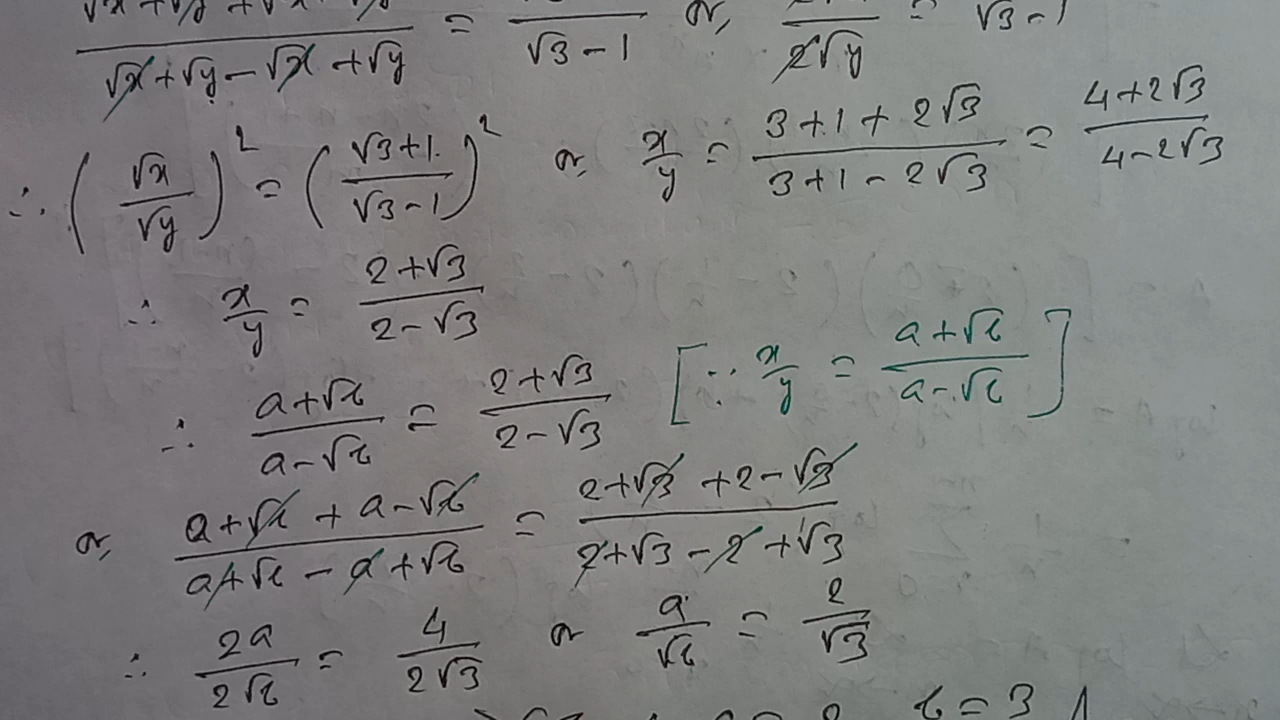 (√x+√y-√x+√y) = /(√3-1) or, /(2√y) = √3-1
∴ (√x/√y)² = ((√3+1)/(√3-1))² or, x/y = (3+1+2√3)/(3+1-2√3) = (4+2√3)/(4-2√3)
∴ x/y = (2+√3)/(2-√3)
∴ (a+√t)/(a-√t) = (2+√3)/(2-√3) [∵ x/y = (a+√t)/(a-√t)]
or, (a+√t+a-√t)/(a+√t-a+√t) = (2+√3+2-√3)/(2+√3-2+√3)
∴ 2a/2√t = 4/2√3 or a/√t = 2/√3
t=3